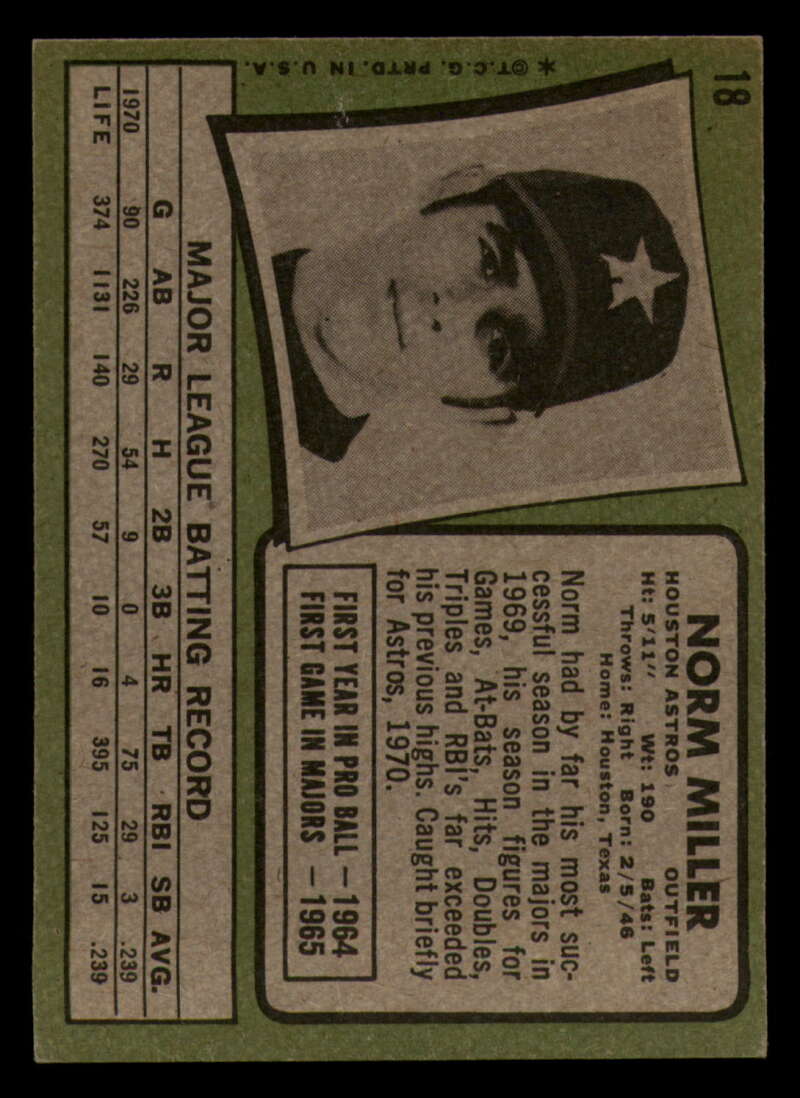 18
NORM MILLER
HOUSTON ASTROS OUTFIELD
Ht: 5'11" Wt: 190 Bats: Left
Throws: Right Born: 2/5/46
Home: Houston, Texas
Norm had by far his most suc-
cessful season in the majors in
1969, his season figures for
Games, At-Bats, Hits, Doubles,
Triples and RBI's far exceeded
his previous highs. Caught briefly
for Astros, 1970.
FIRST YEAR IN PRO BALL — 1964
FIRST GAME IN MAJORS — 1965
MAJOR LEAGUE BATTING RECORD
G AB R H 2B 3B HR TB RBI SB AVG.
1970 90 226 29 54 9 0 4 75 29 3 .239
LIFE 374 1131 140 270 57 10 16 395 125 15 .239
*©T.C.G. PRTD. IN U.S.A.